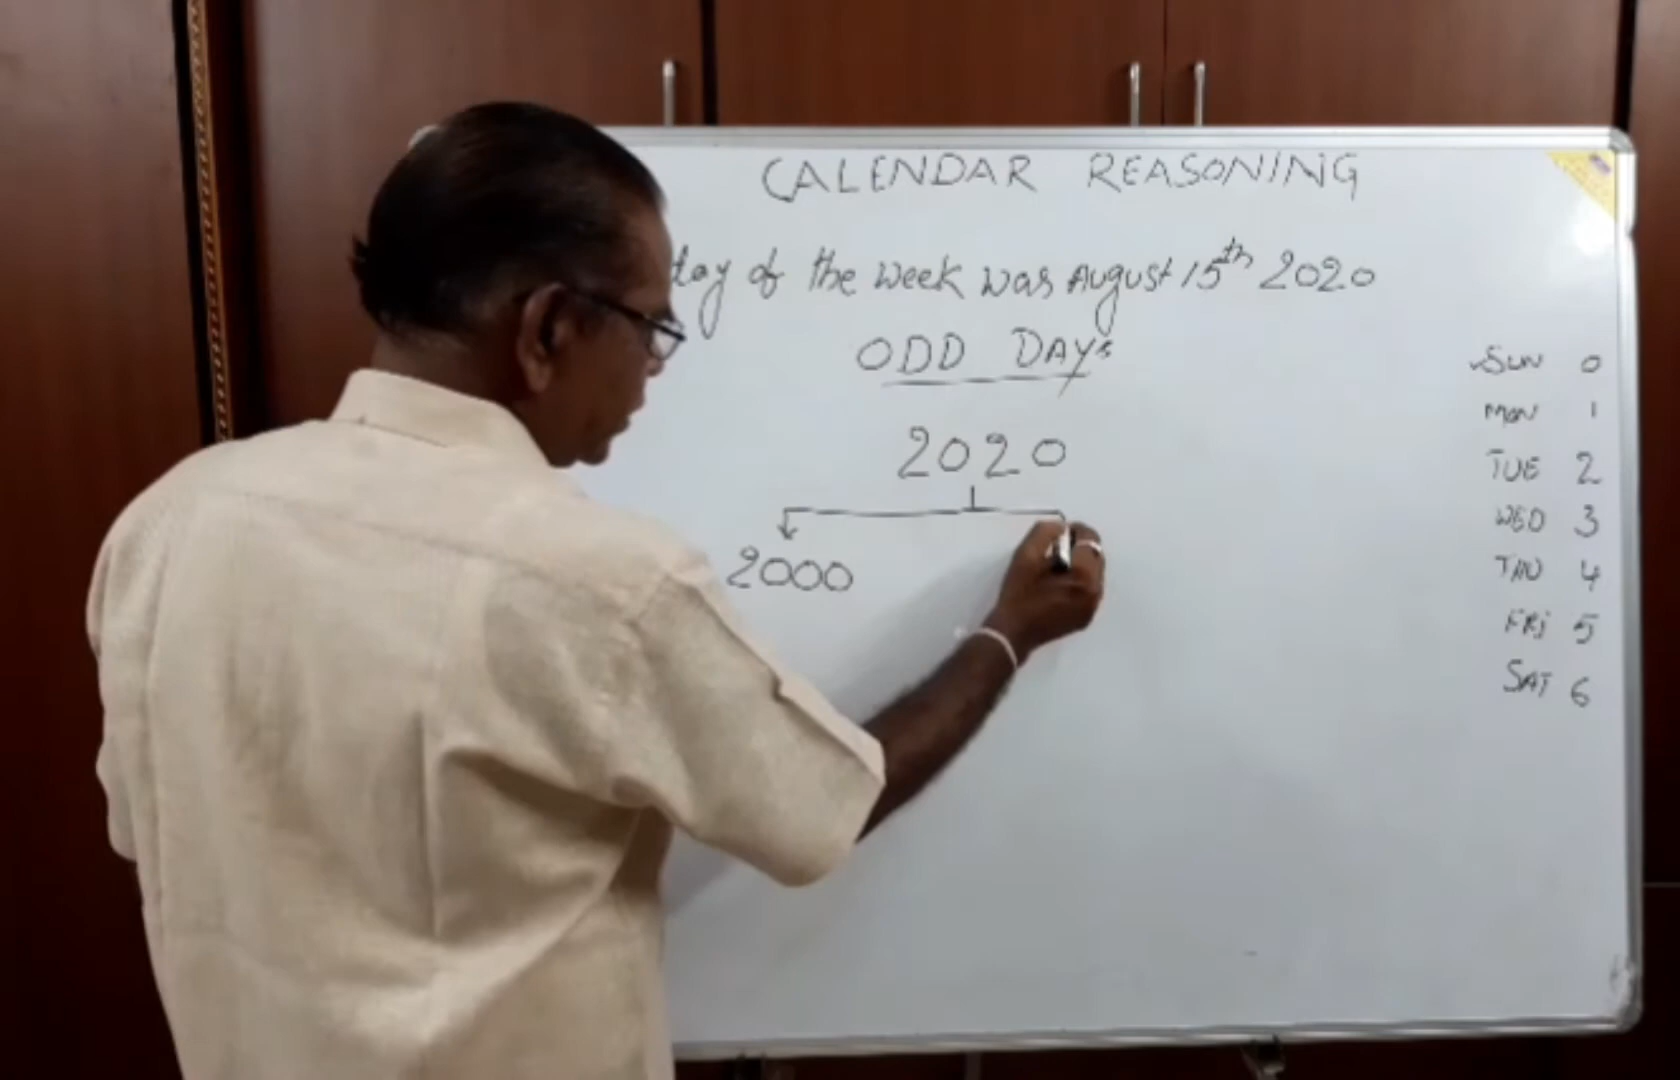 CALENDAR REASONING
day of the week was August 15th 2020
ODD DAYS
2020
2000
SUN 0
MON 1
TUE 2
WED 3
THU 4
FRI 5
SAT 6